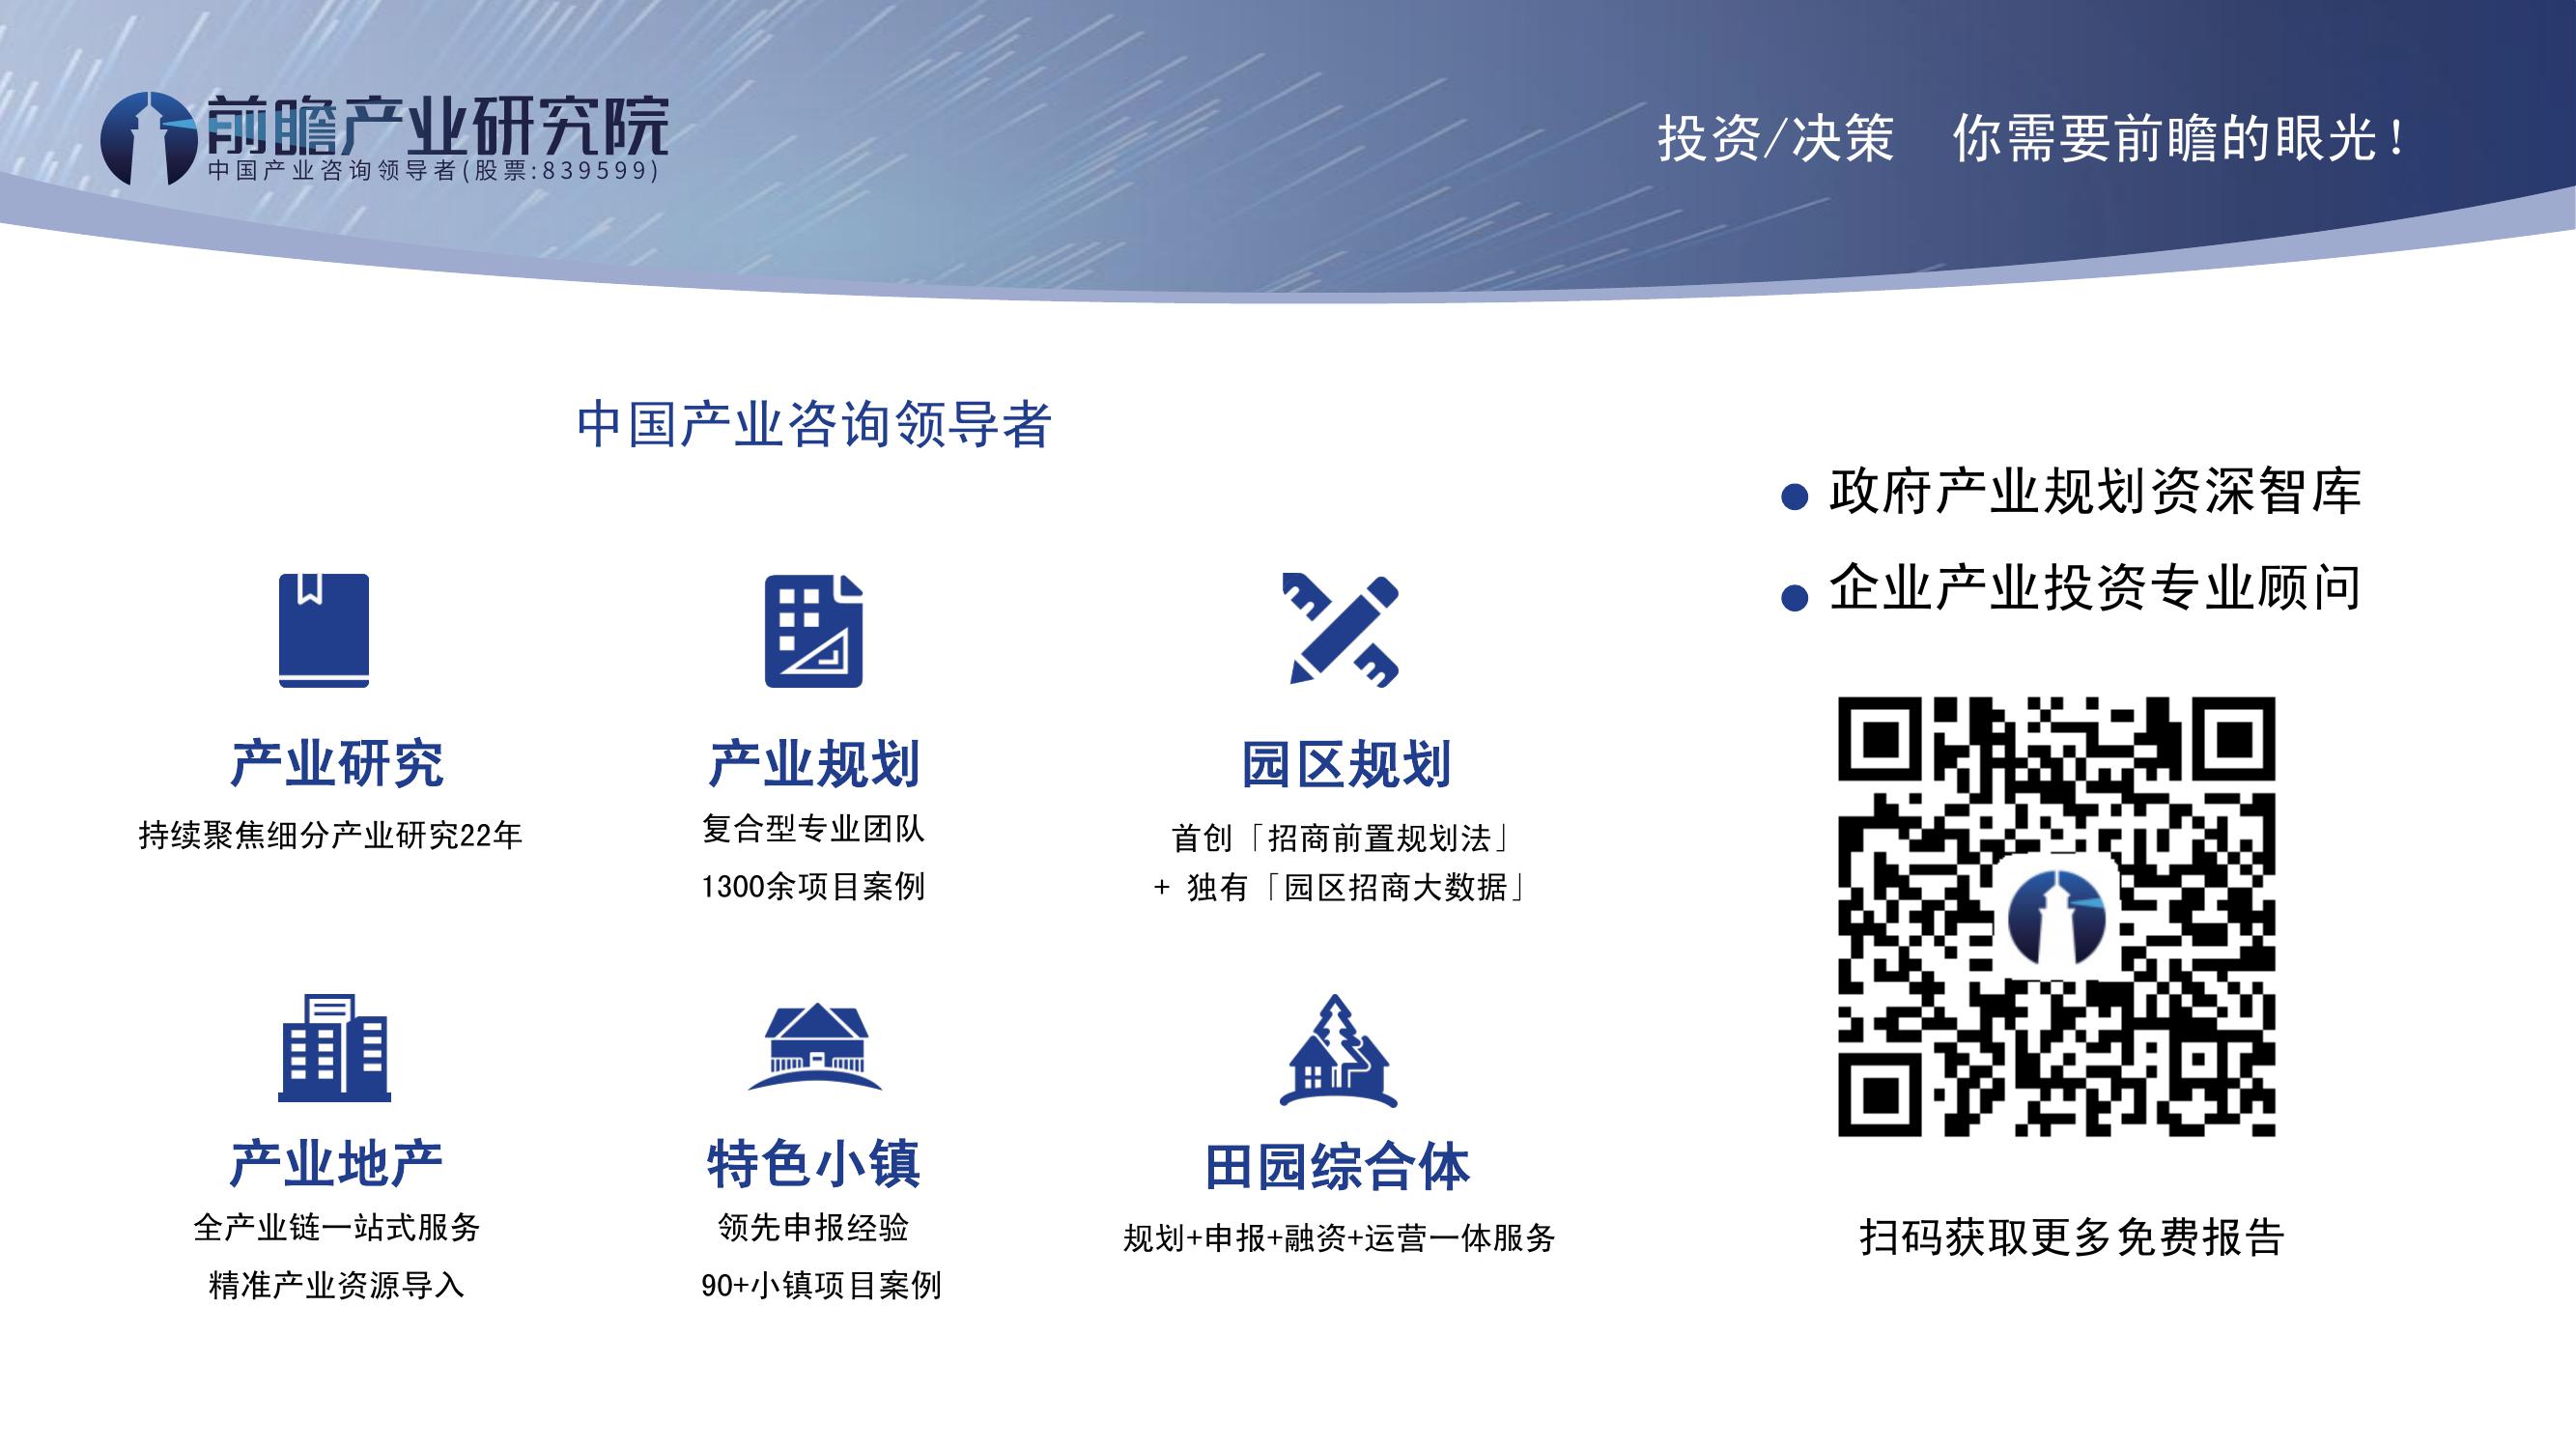 前瞻产业研究院
中国产业咨询领导者(股票:839599)
投资/决策 你需要前瞻的眼光!
中国产业咨询领导者
产业研究
持续聚焦细分产业研究22年
产业规划
复合型专业团队
1300余项目案例
园区规划
首创「招商前置规划法」
+ 独有「园区招商大数据」
产业地产
全产业链一站式服务
精准产业资源导入
特色小镇
领先申报经验
90+小镇项目案例
田园综合体
规划+申报+融资+运营一体服务
政府产业规划资深智库
企业产业投资专业顾问
扫码获取更多免费报告